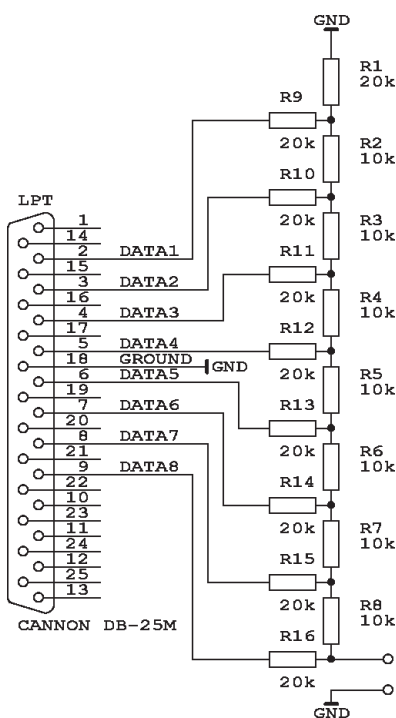 GND
R1
20k
R9
20k
R2
10k
R10
20k
LPT
R3
10k
1
14
2 DATA1
R11
20k
15
3 DATA2
R4
10k
16
4 DATA3
R12
20k
17
5 DATA4
18 GROUND GND
R5
10k
6 DATA5
19
R13
20k
7 DATA6
20
R6
10k
8 DATA7
21
R14
20k
9 DATA8
22
10
R7
10k
23
11
24
R15
20k
12
25
R8
10k
13
CANNON DB-25M
R16
20k
GND